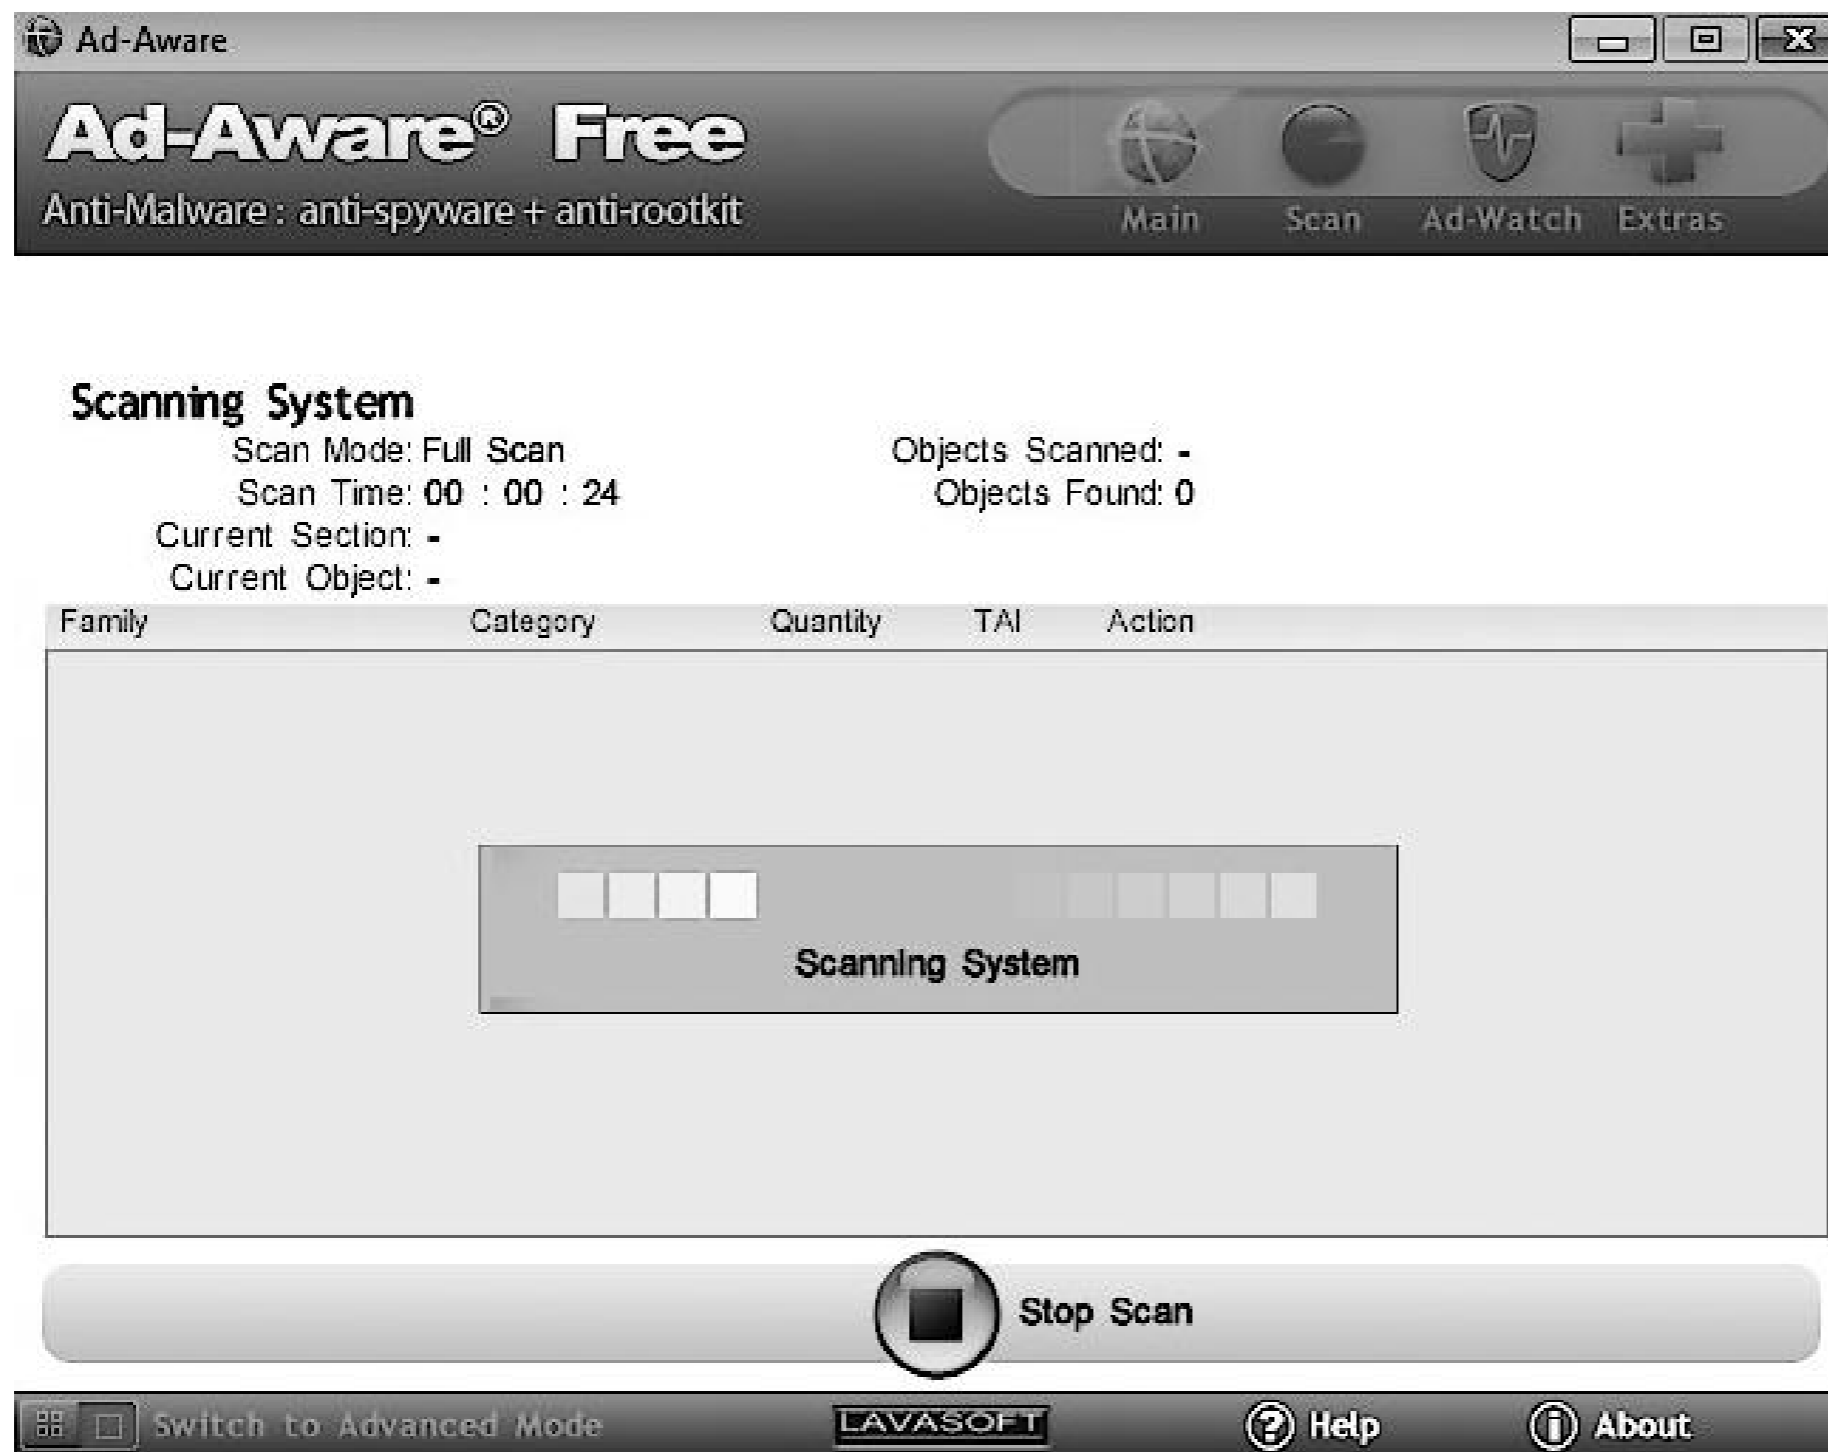 Ad-Aware
Ad-Aware® Free
Anti-Malware : anti-spyware + anti-rootkit
Main Scan Ad-Watch Extras
Scanning System
Scan Mode: Full Scan
Objects Scanned: -
Scan Time: 00 : 00 : 24
Objects Found: 0
Current Section: -
Current Object: -
Family Category Quantity TAI Action
Scanning System
Stop Scan
Switch to Advanced Mode
LAVASOFT
Help
About